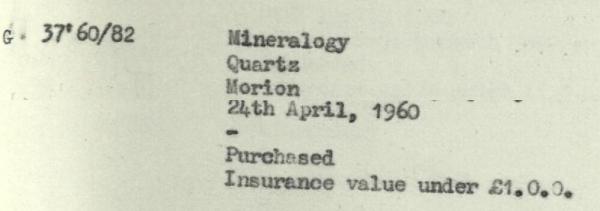 G. 37'60/82
Mineralogy
Quartz
Morion
24th April, 1960
-
Purchased
Insurance value under £1.0.0.